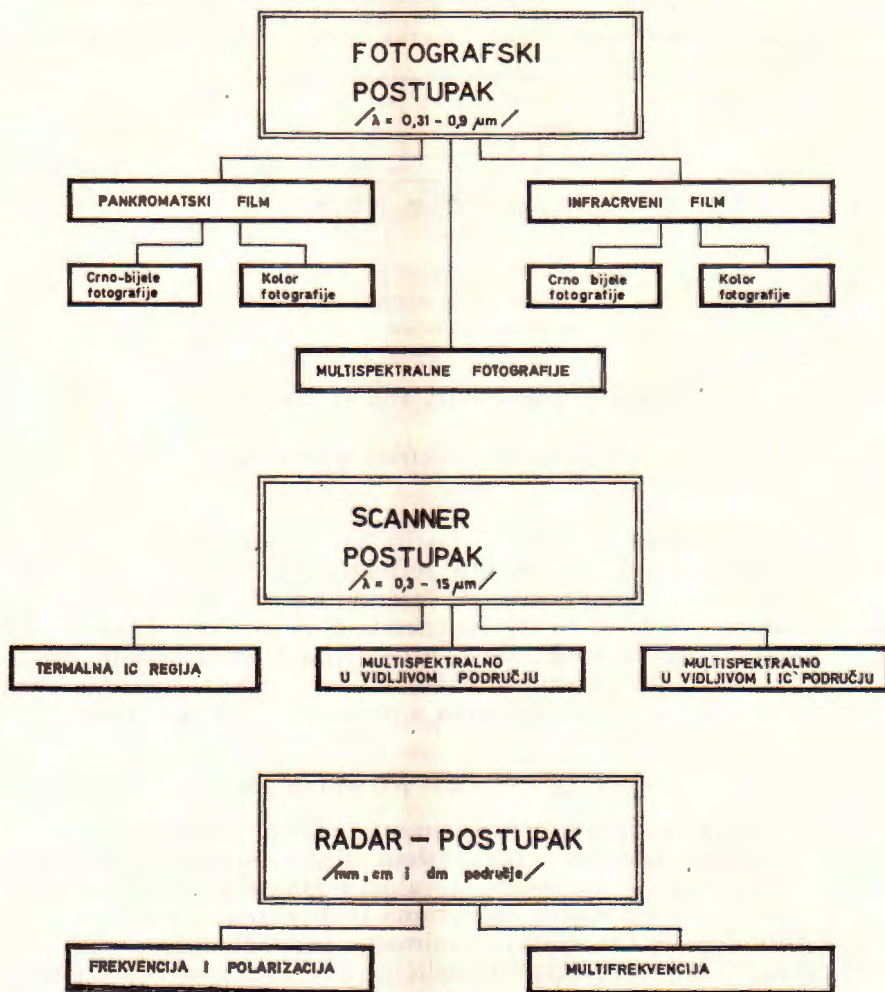 FOTOGRAFSKI
POSTUPAK
/λ = 0,31 - 0,9 μm/
PANKROMATSKI FILM
INFRACRVENI FILM
Crno-bijele
fotografije
Kolor
fotografije
Crno bijele
fotografije
Kolor
fotografije
MULTISPEKTRALNE FOTOGRAFIJE
SCANNER
POSTUPAK
/λ = 0,3 - 15 μm/
TERMALNA IC REGIJA
MULTISPEKTRALNO
U VIDLJIVOM PODRUČJU
MULTISPEKTRALNO
U VIDLJIVOM I IC PODRUČJU
RADAR – POSTUPAK
/mm, cm i dm područje/
FREKVENCIJA I POLARIZACIJA
MULTIFREKVENCIJA